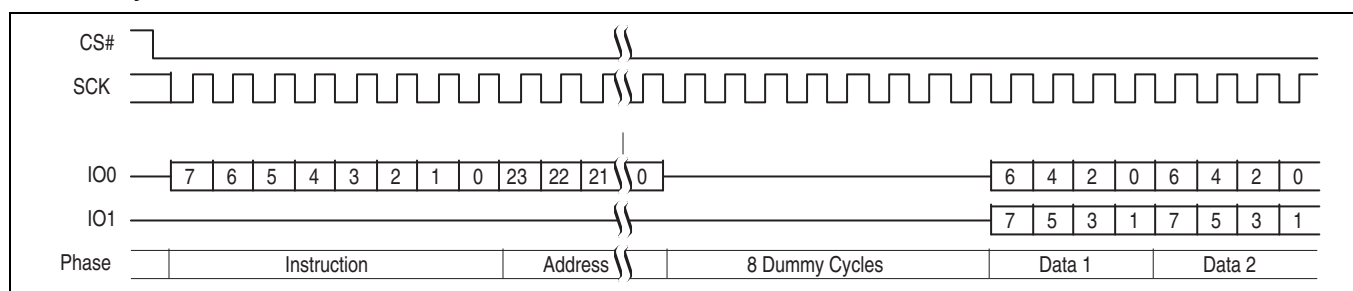 CS#
SCK
IO0 7 6 5 4 3 2 1 0 23 22 21 0 6 4 2 0 6 4 2 0
IO1 7 5 3 1 7 5 3 1
Phase Instruction Address 8 Dummy Cycles Data 1 Data 2